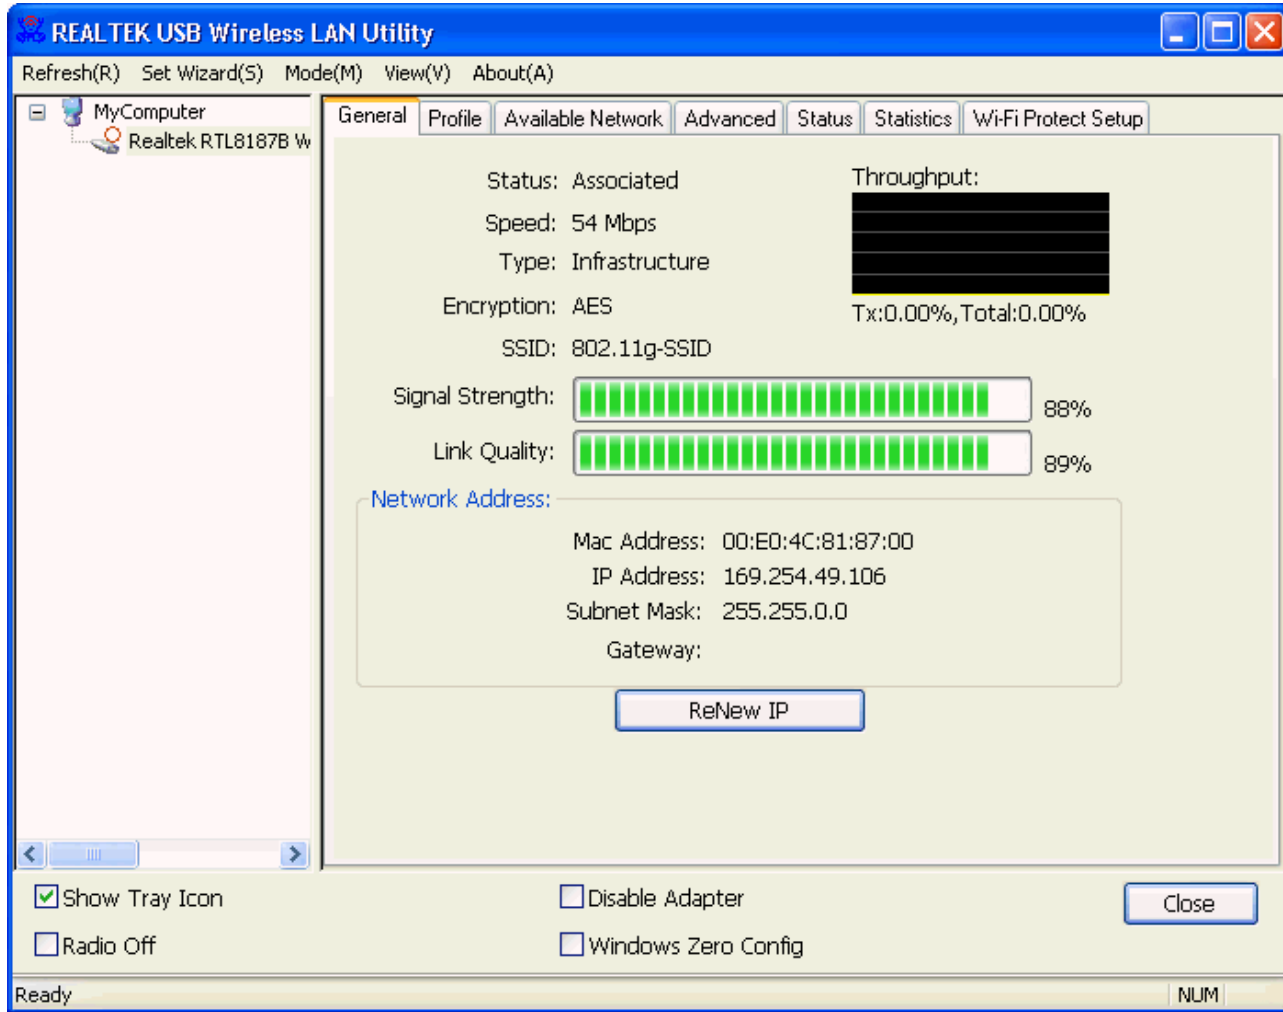 REALTEK USB Wireless LAN Utility
Refresh(R) Set Wizard(S) Mode(M) View(V) About(A)
MyComputer
Realtek RTL8187B W
General Profile Available Network Advanced Status Statistics Wi-Fi Protect Setup
Status: Associated
Throughput:
Speed: 54 Mbps
Type: Infrastructure
Encryption: AES
Tx:0.00%,Total:0.00%
SSID: 802.11g-SSID
Signal Strength: 88%
Link Quality: 89%
Network Address:
Mac Address: 00:E0:4C:81:87:00
IP Address: 169.254.49.106
Subnet Mask: 255.255.0.0
Gateway:
ReNew IP
Show Tray Icon Disable Adapter Close
Radio Off Windows Zero Config
Ready NUM